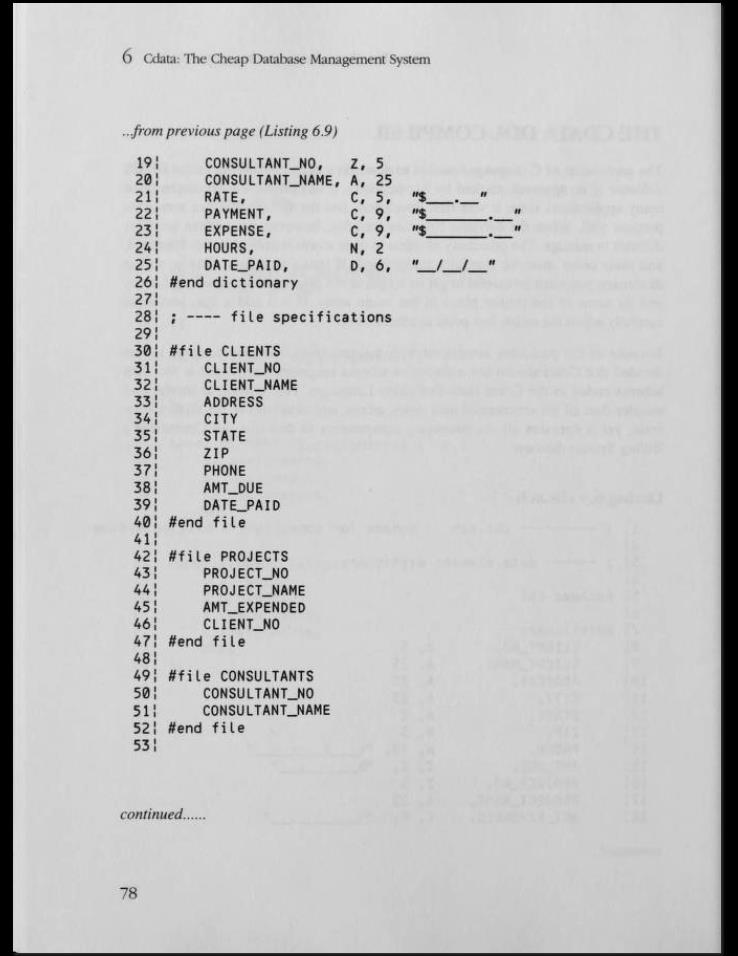 6 Cdata: The Cheap Database Management System
...from previous page (Listing 6.9)
19¦ CONSULTANT_NO, Z, 5
20¦ CONSULTANT_NAME, A, 25
21¦ RATE, C, 5, "$___.__"
22¦ PAYMENT, C, 9, "$_______.__"
23¦ EXPENSE, C, 9, "$_______.__"
24¦ HOURS, N, 2
25¦ DATE_PAID, D, 6, "__/__/__"
26¦ #end dictionary
27¦
28¦ ; ---- file specifications
29¦
30¦ #file CLIENTS
31¦ CLIENT_NO
32¦ CLIENT_NAME
33¦ ADDRESS
34¦ CITY
35¦ STATE
36¦ ZIP
37¦ PHONE
38¦ AMT_DUE
39¦ DATE_PAID
40¦ #end file
41¦
42¦ #file PROJECTS
43¦ PROJECT_NO
44¦ PROJECT_NAME
45¦ AMT_EXPENDED
46¦ CLIENT_NO
47¦ #end file
48¦
49¦ #file CONSULTANTS
50¦ CONSULTANT_NO
51¦ CONSULTANT_NAME
52¦ #end file
53¦
continued......
78